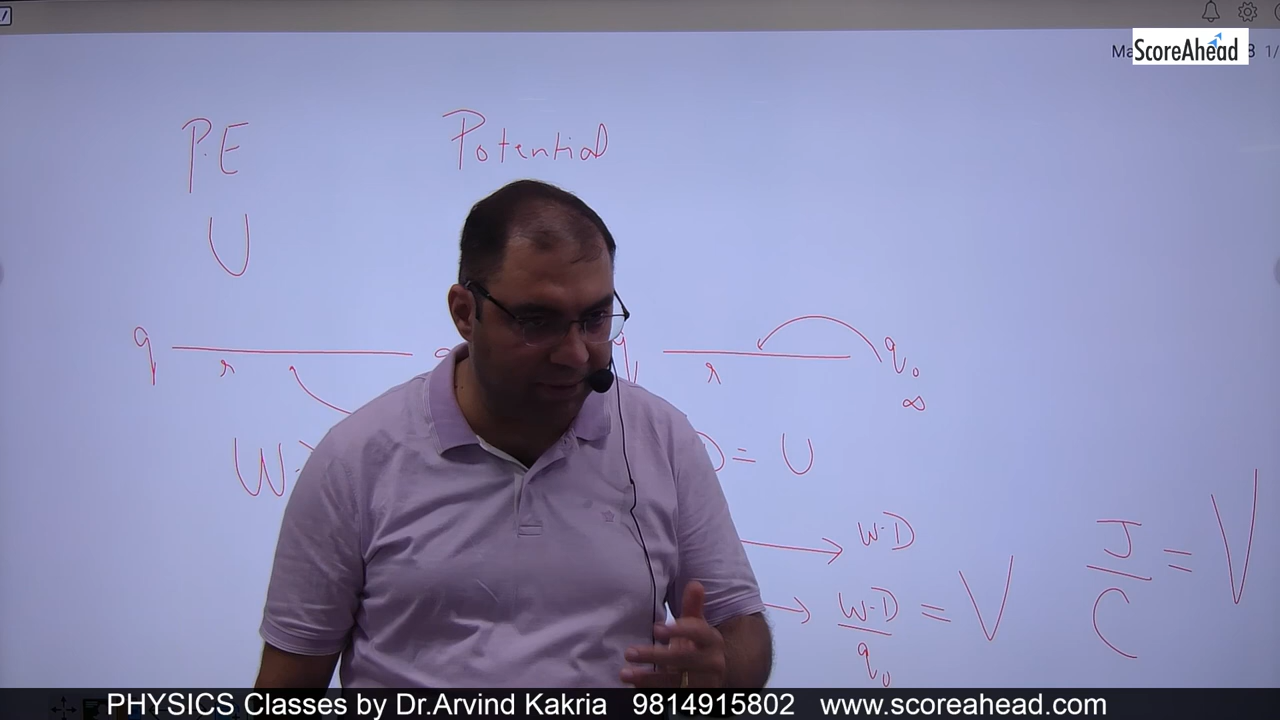 ScoreAhead
P.E Potential
U
q r
q r q₀
∞
W.
D = U
W.D
W.D/q₀ = V
J/C = V
PHYSICS Classes by Dr.Arvind Kakria 9814915802 www.scoreahead.com